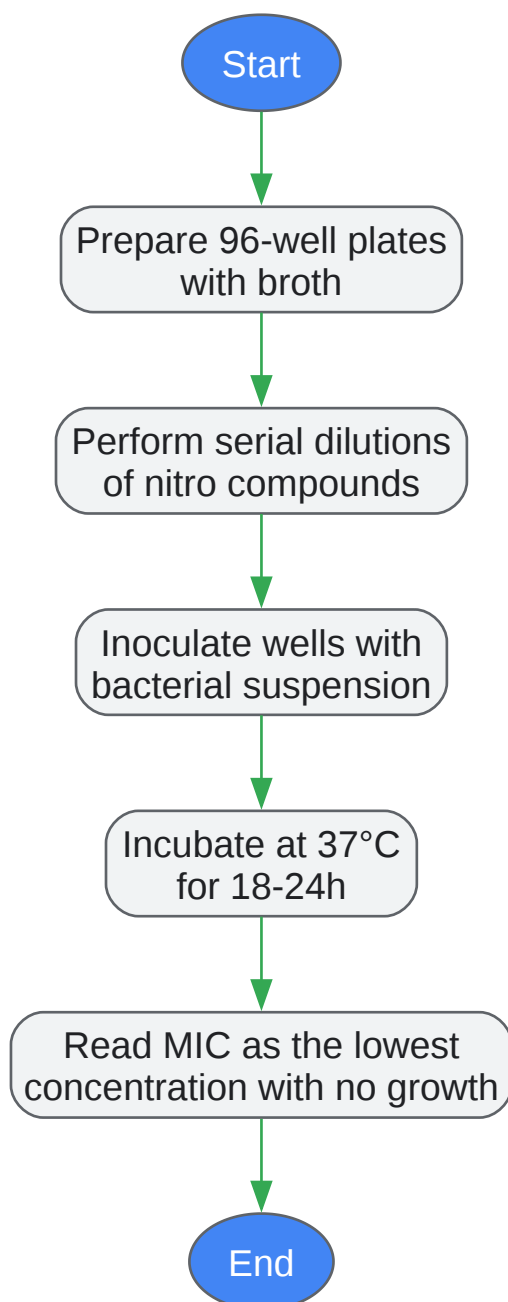 Start
Prepare 96-well plates
with broth
Perform serial dilutions
of nitro compounds
Inoculate wells with
bacterial suspension
Incubate at 37°C
for 18-24h
Read MIC as the lowest
concentration with no growth
End